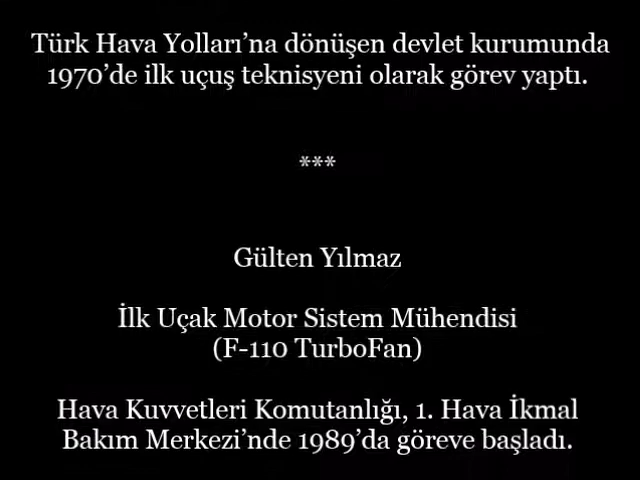 Türk Hava Yolları’na dönüşen devlet kurumunda
1970’de ilk uçuş teknisyeni olarak görev yaptı.
***
Gülten Yılmaz
İlk Uçak Motor Sistem Mühendisi
(F-110 TurboFan)
Hava Kuvvetleri Komutanlığı, 1. Hava İkmal
Bakım Merkezi’nde 1989’da göreve başladı.